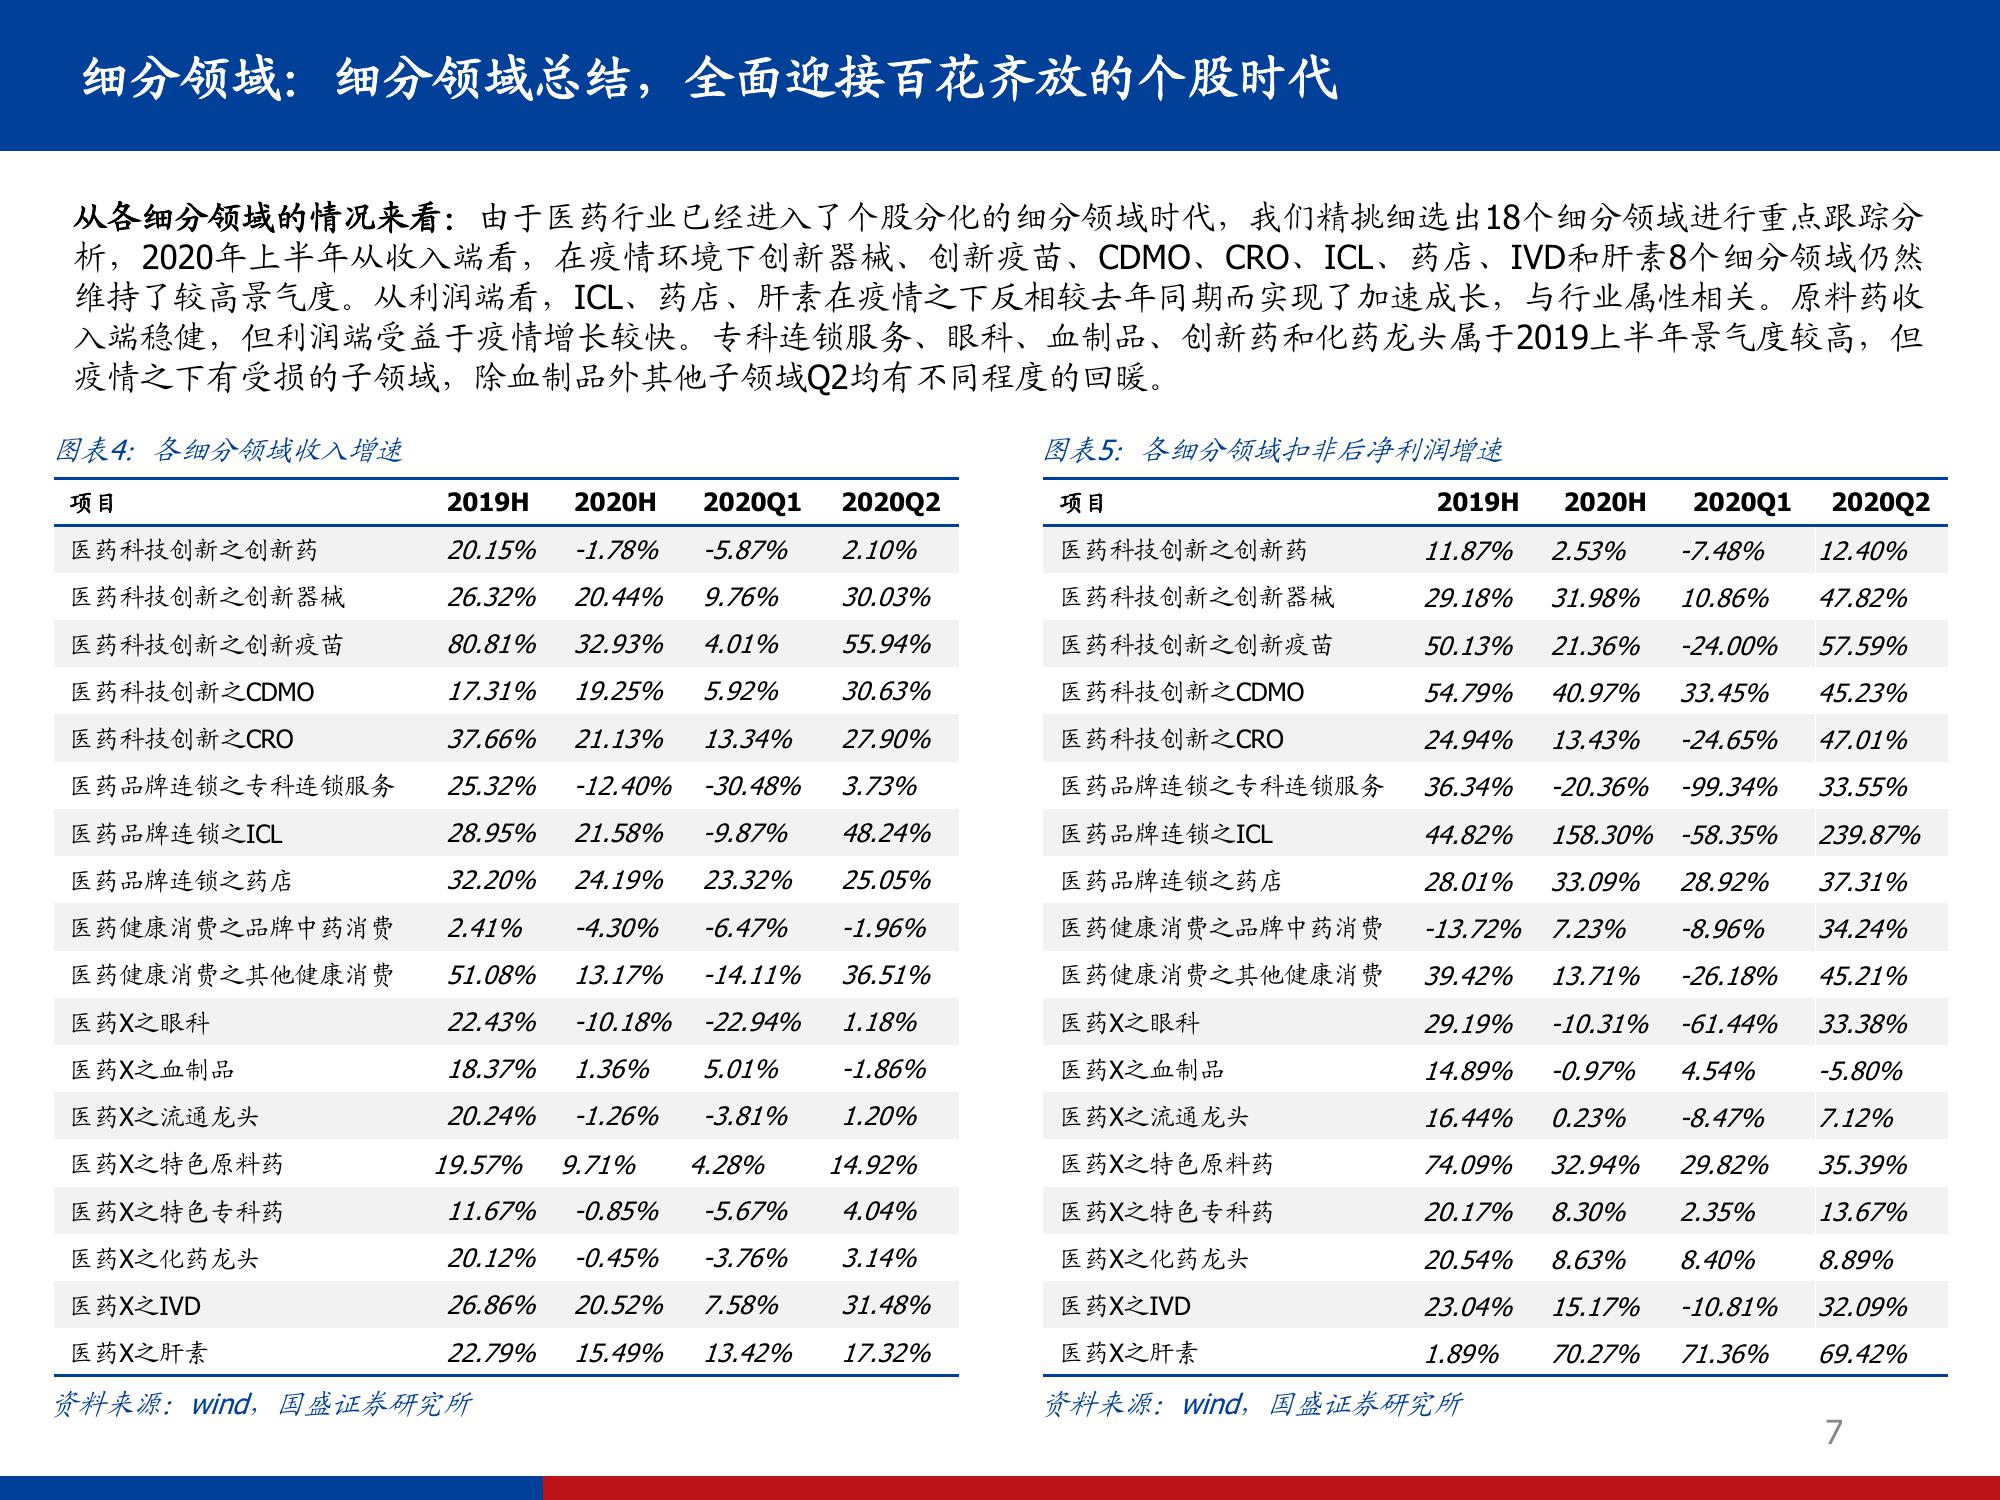 细分领域：细分领域总结，全面迎接百花齐放的个股时代
从各细分领域的情况来看：由于医药行业已经进入了个股分化的细分领域时代，我们精挑细选出18个细分领域进行重点跟踪分
析，2020年上半年从收入端看，在疫情环境下创新器械、创新疫苗、CDMO、CRO、ICL、药店、IVD和肝素8个细分领域仍然
维持了较高景气度。从利润端看，ICL、药店、肝素在疫情之下反相较去年同期而实现了加速成长，与行业属性相关。原料药收
入端稳健，但利润端受益于疫情增长较快。专科连锁服务、眼科、血制品、创新药和化药龙头属于2019上半年景气度较高，但
疫情之下有受损的子领域，除血制品外其他子领域Q2均有不同程度的回暖。
图表4：各细分领域收入增速
项目 2019H 2020H 2020Q1 2020Q2
医药科技创新之创新药 20.15% -1.78% -5.87% 2.10%
医药科技创新之创新器械 26.32% 20.44% 9.76% 30.03%
医药科技创新之创新疫苗 80.81% 32.93% 4.01% 55.94%
医药科技创新之CDMO 17.31% 19.25% 5.92% 30.63%
医药科技创新之CRO 37.66% 21.13% 13.34% 27.90%
医药品牌连锁之专科连锁服务 25.32% -12.40% -30.48% 3.73%
医药品牌连锁之ICL 28.95% 21.58% -9.87% 48.24%
医药品牌连锁之药店 32.20% 24.19% 23.32% 25.05%
医药健康消费之品牌中药消费 2.41% -4.30% -6.47% -1.96%
医药健康消费之其他健康消费 51.08% 13.17% -14.11% 36.51%
医药X之眼科 22.43% -10.18% -22.94% 1.18%
医药X之血制品 18.37% 1.36% 5.01% -1.86%
医药X之流通龙头 20.24% -1.26% -3.81% 1.20%
医药X之特色原料药 19.57% 9.71% 4.28% 14.92%
医药X之特色专科药 11.67% -0.85% -5.67% 4.04%
医药X之化药龙头 20.12% -0.45% -3.76% 3.14%
医药X之IVD 26.86% 20.52% 7.58% 31.48%
医药X之肝素 22.79% 15.49% 13.42% 17.32%
资料来源：wind，国盛证券研究所
图表5：各细分领域扣非后净利润增速
项目 2019H 2020H 2020Q1 2020Q2
医药科技创新之创新药 11.87% 2.53% -7.48% 12.40%
医药科技创新之创新器械 29.18% 31.98% 10.86% 47.82%
医药科技创新之创新疫苗 50.13% 21.36% -24.00% 57.59%
医药科技创新之CDMO 54.79% 40.97% 33.45% 45.23%
医药科技创新之CRO 24.94% 13.43% -24.65% 47.01%
医药品牌连锁之专科连锁服务 36.34% -20.36% -99.34% 33.55%
医药品牌连锁之ICL 44.82% 158.30% -58.35% 239.87%
医药品牌连锁之药店 28.01% 33.09% 28.92% 37.31%
医药健康消费之品牌中药消费 -13.72% 7.23% -8.96% 34.24%
医药健康消费之其他健康消费 39.42% 13.71% -26.18% 45.21%
医药X之眼科 29.19% -10.31% -61.44% 33.38%
医药X之血制品 14.89% -0.97% 4.54% -5.80%
医药X之流通龙头 16.44% 0.23% -8.47% 7.12%
医药X之特色原料药 74.09% 32.94% 29.82% 35.39%
医药X之特色专科药 20.17% 8.30% 2.35% 13.67%
医药X之化药龙头 20.54% 8.63% 8.40% 8.89%
医药X之IVD 23.04% 15.17% -10.81% 32.09%
医药X之肝素 1.89% 70.27% 71.36% 69.42%
资料来源：wind，国盛证券研究所
7